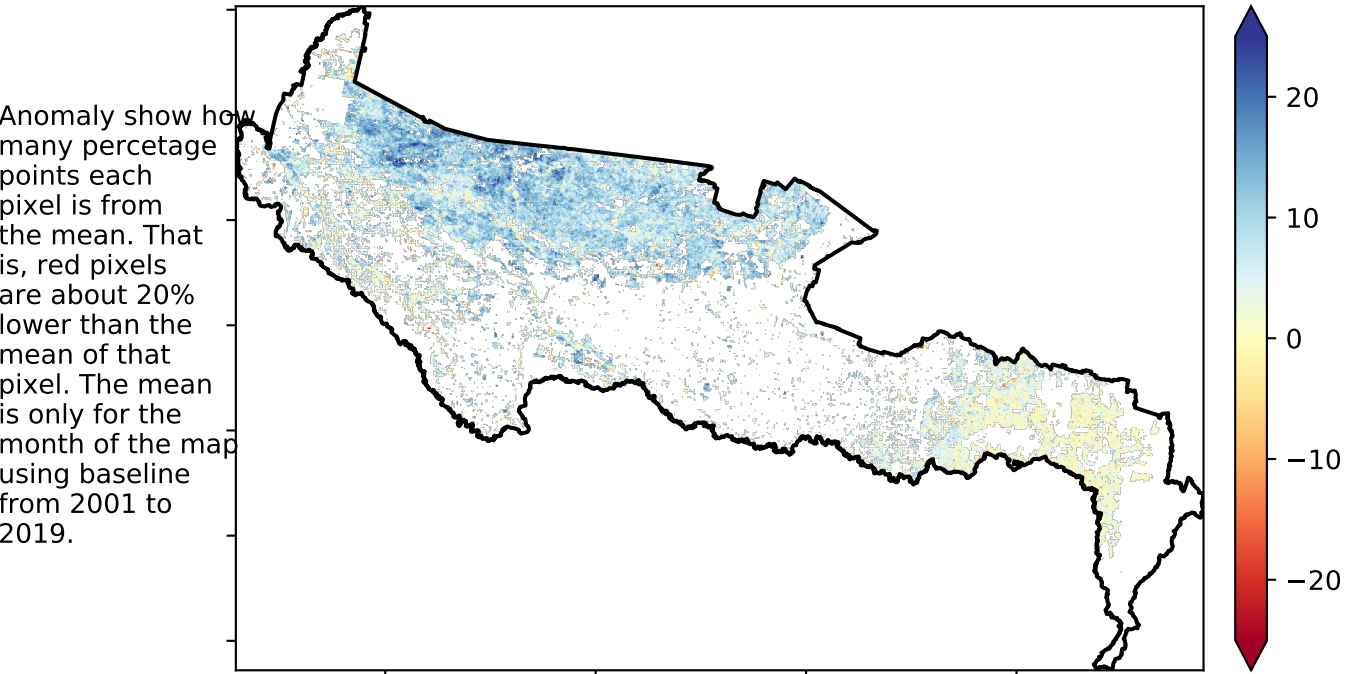 Anomaly show how
many percetage
points each
pixel is from
the mean. That
is, red pixels
are about 20%
lower than the
mean of that
pixel. The mean
is only for the
month of the map
using baseline
from 2001 to
2019.
20
10
0
−10
−20